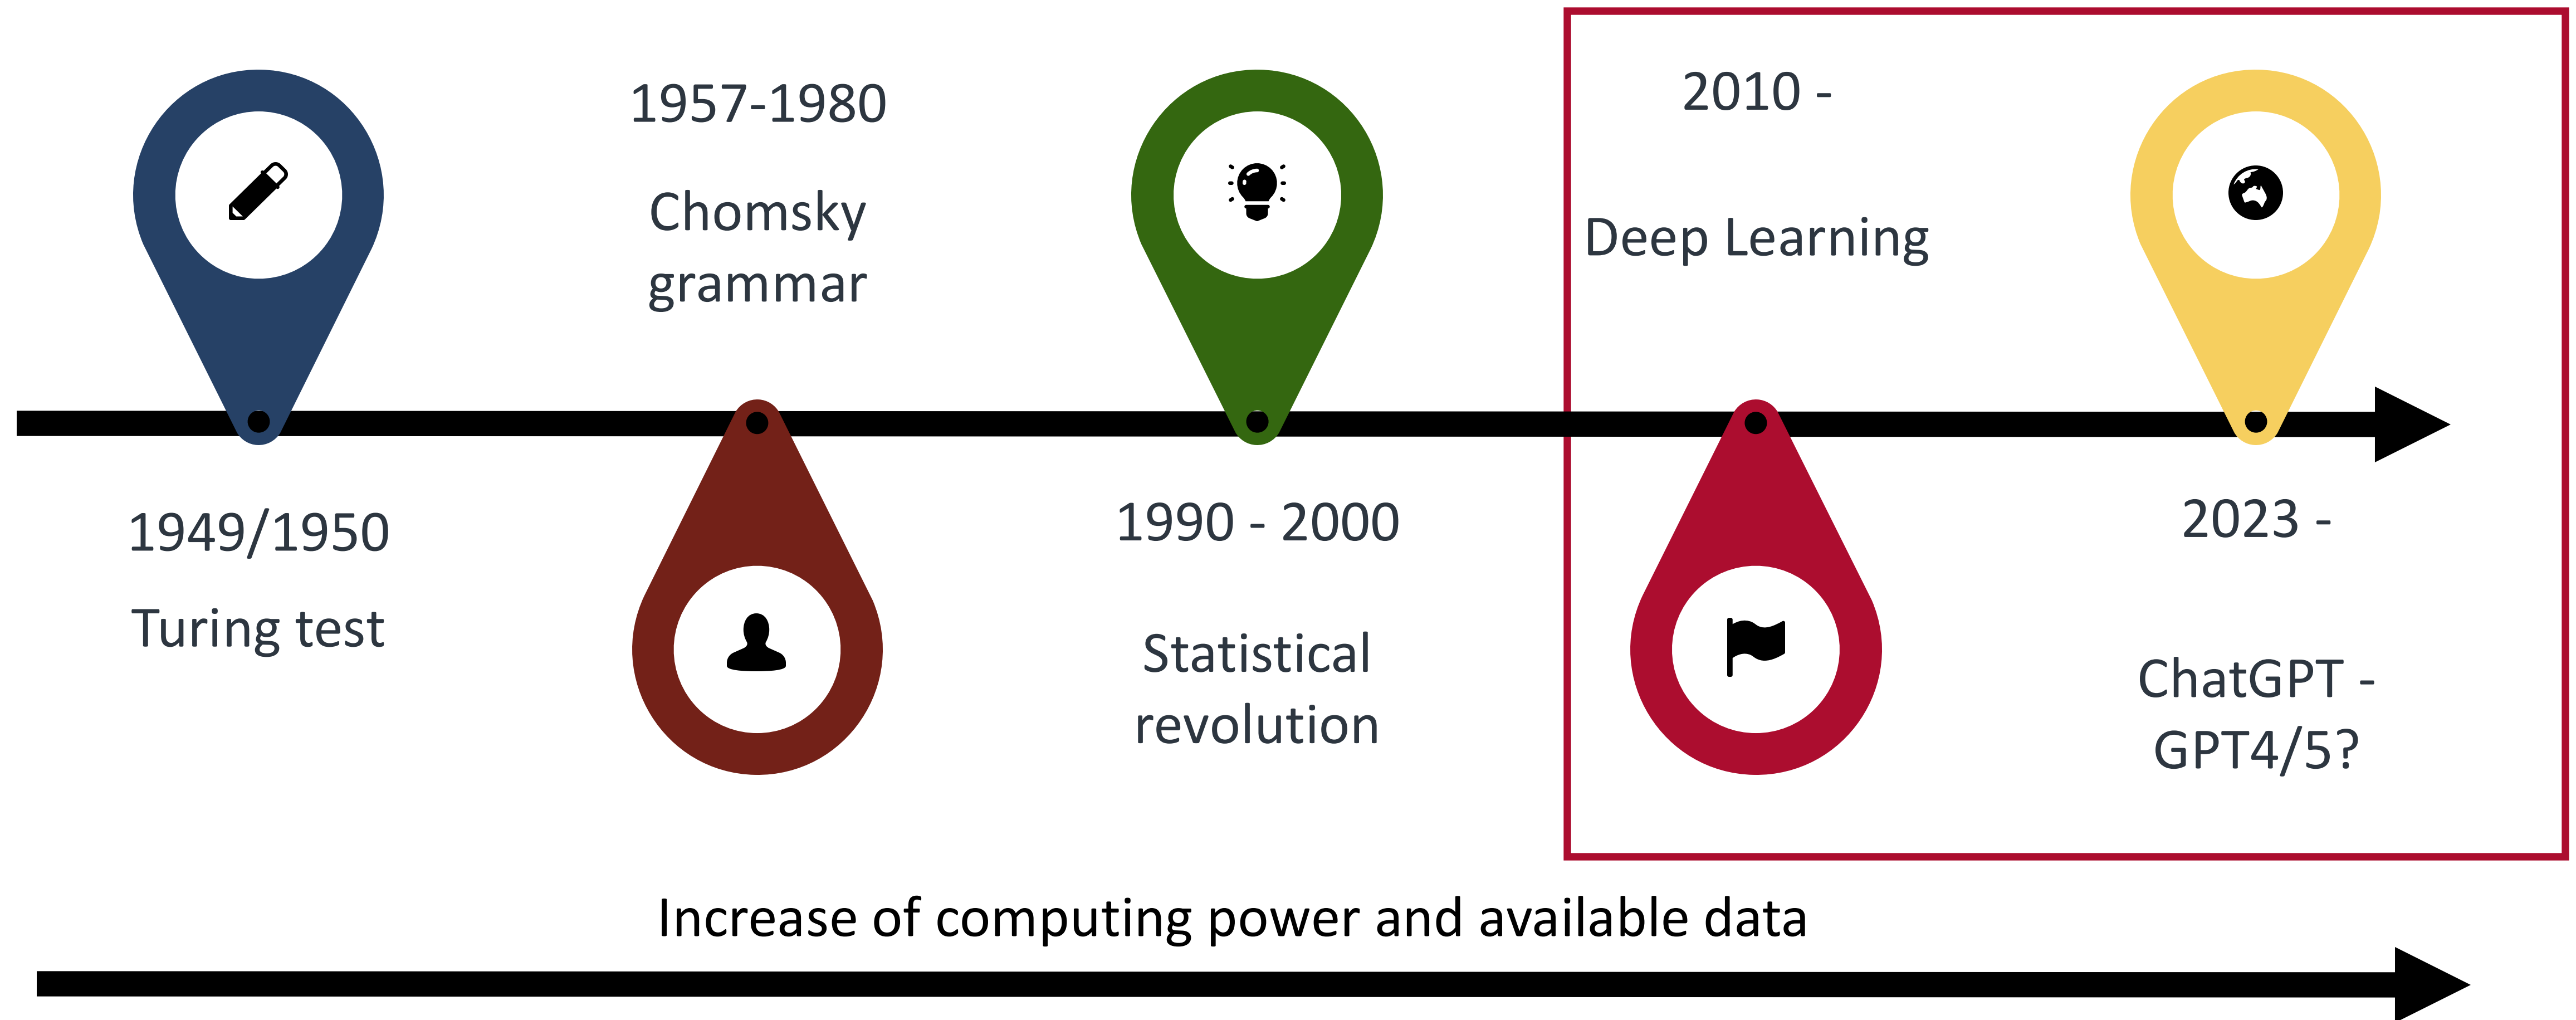 1949/1950
Turing test
1957-1980
Chomsky
grammar
1990 - 2000
Statistical
revolution
2010 -
Deep Learning
2023 -
ChatGPT -
GPT4/5?
Increase of computing power and available data